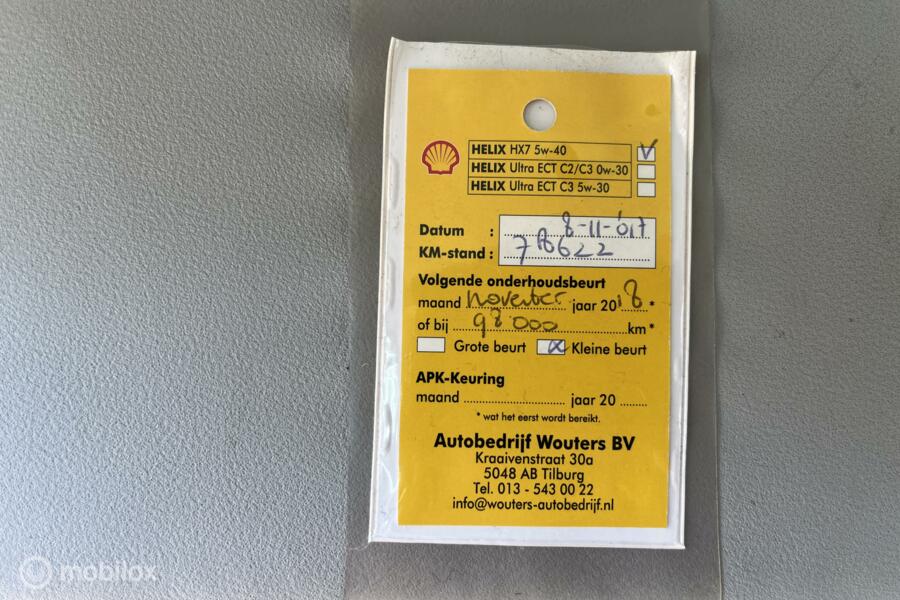 HELIX HX7 5w-40 V
HELIX Ultra ECT C2/C3 0w-30
HELIX Ultra ECT C3 5w-30
Datum : 8-11-'017
KM-stand : 78622
Volgende onderhoudsbeurt
maand november jaar 2018 *
of bij 98000 km *
Grote beurt x Kleine beurt
APK-Keuring
maand jaar 20
* wat het eerst wordt bereikt.
Autobedrijf Wouters BV
Kraaivenstraat 30a
5048 AB Tilburg
Tel. 013 - 543 00 22
info@wouters-autobedrijf.nl
mobilox